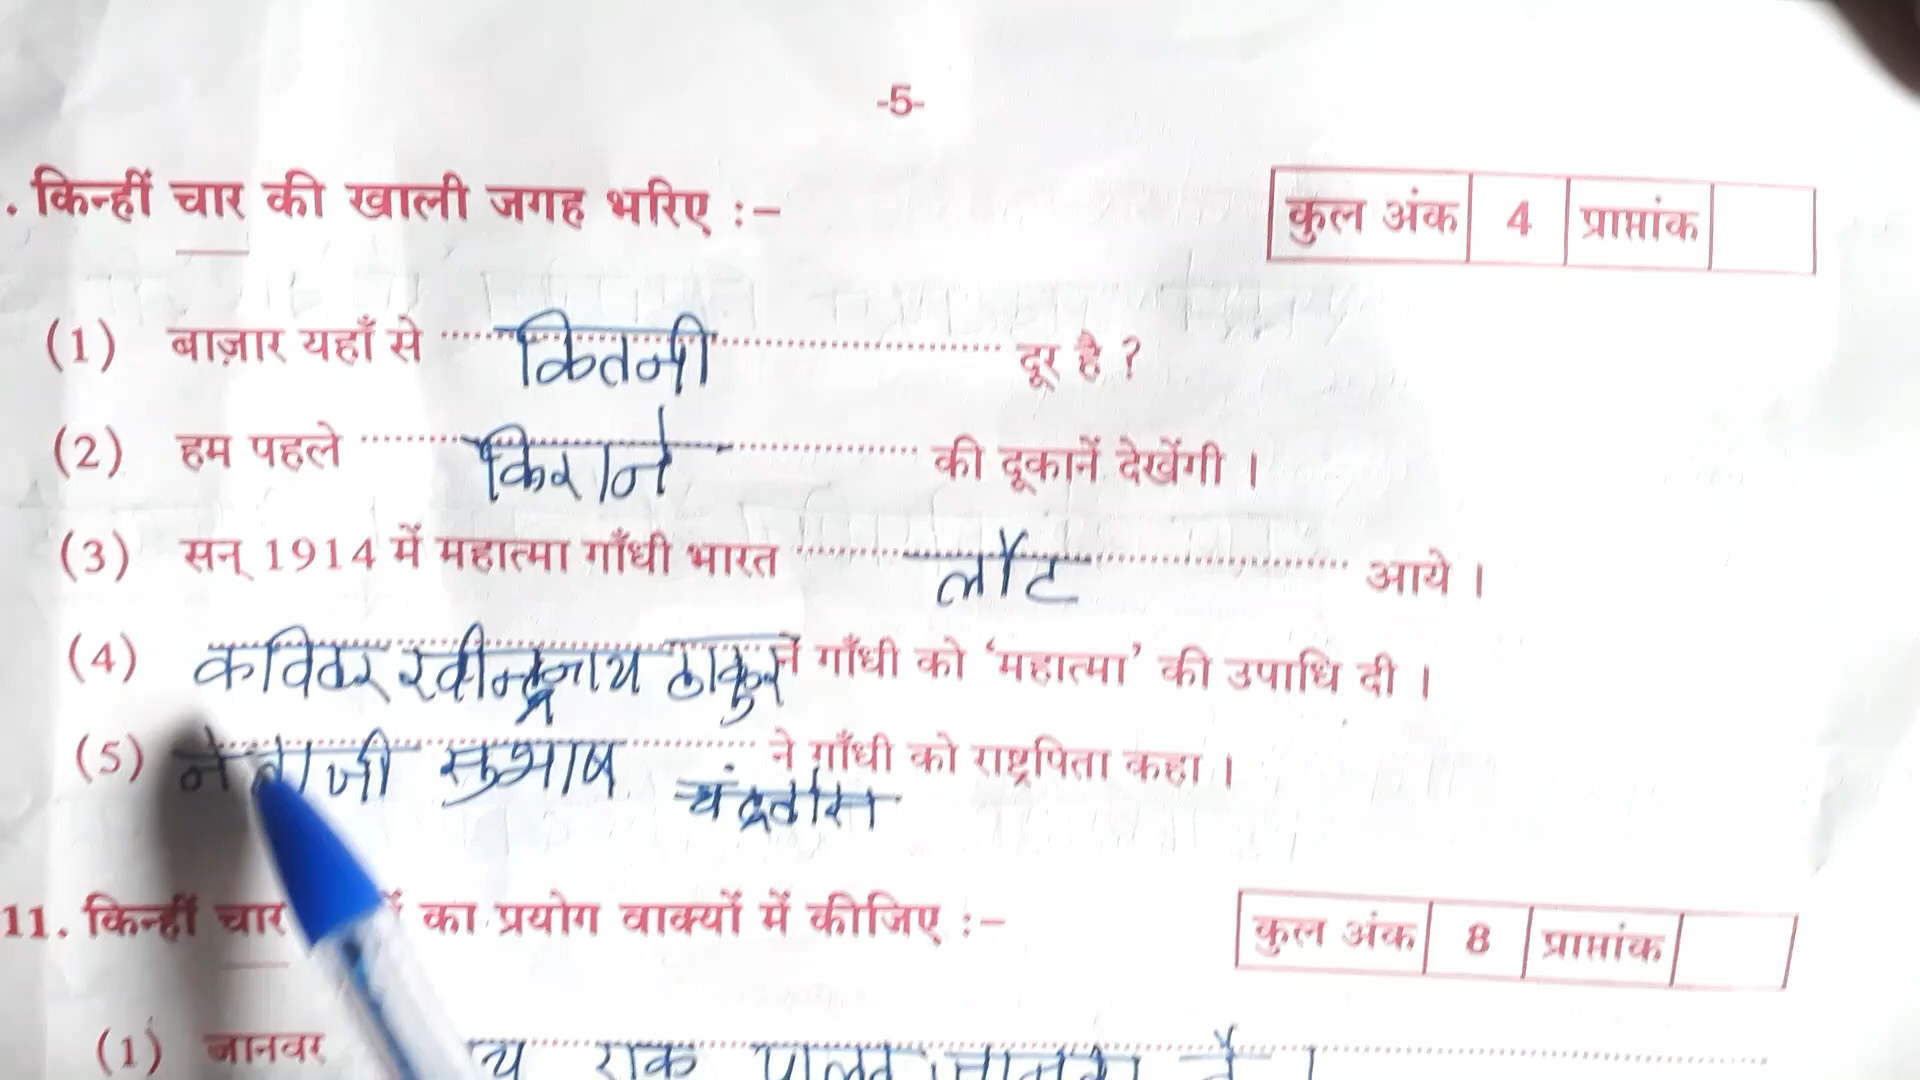 -5-
. किन्हीं चार की खाली जगह भरिए :–
कुल अंक 4 प्राप्तांक
(1) बाज़ार यहाँ से कितनी दूर है ?
(2) हम पहले किराने की दूकानें देखेंगी ।
(3) सन् 1914 में महात्मा गाँधी भारत लौट आये ।
(4) कविवर रवीन्द्रनाथ ठाकुर ने गाँधी को ‘महात्मा’ की उपाधि दी ।
(5) नेताजी सुभाष चंद्रबोस ने गाँधी को राष्ट्रपिता कहा ।
11. किन्हीं चार का प्रयोग वाक्यों में कीजिए :–
कुल अंक 8 प्राप्तांक
(1) जानवर